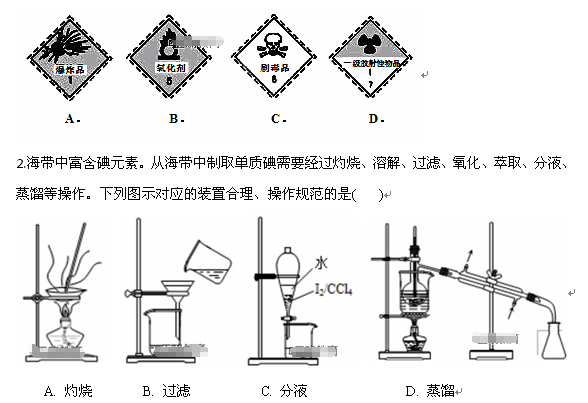 爆炸品
1
氧化剂
5
剧毒品
6
一级放射性物品
I
7
A- B- C- D-
2.海带中富含碘元素。从海带中制取单质碘需要经过灼烧、溶解、过滤、氧化、萃取、分液、
蒸馏等操作。下列图示对应的装置合理、操作规范的是( )
水
I₂/CCl₄
A. 灼烧 B. 过滤 C. 分液 D. 蒸馏